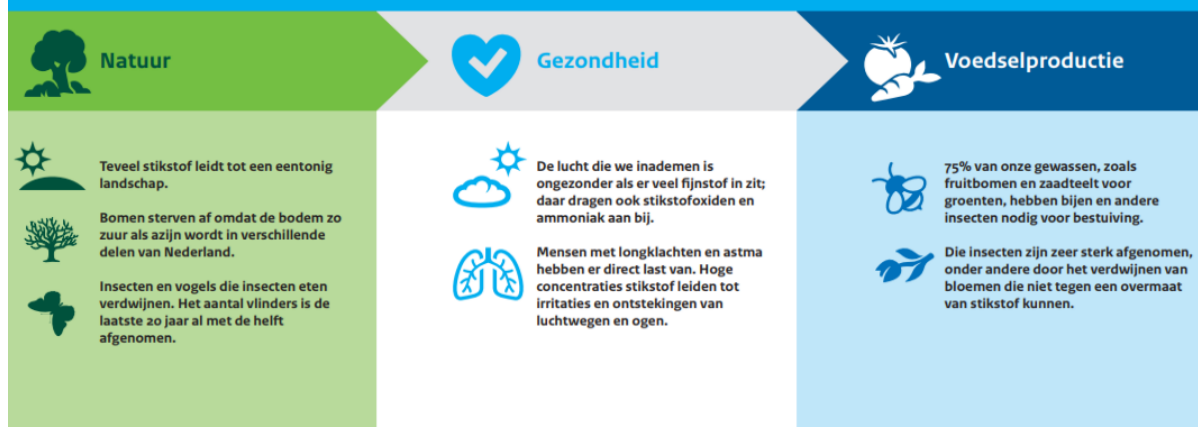 Natuur
Teveel stikstof leidt tot een eentonig
landschap.
Bomen sterven af omdat de bodem zo
zuur als azijn wordt in verschillende
delen van Nederland.
Insecten en vogels die insecten eten
verdwijnen. Het aantal vlinders is de
laatste 20 jaar al met de helft
afgenomen.
Gezondheid
De lucht die we inademen is
ongezonder als er veel fijnstof in zit;
daar dragen ook stikstofoxiden en
ammoniak aan bij.
Mensen met longklachten en astma
hebben er direct last van. Hoge
concentraties stikstof leiden tot
irritaties en ontstekingen van
luchtwegen en ogen.
Voedselproductie
75% van onze gewassen, zoals
fruitbomen en zaadteelt voor
groenten, hebben bijen en andere
insecten nodig voor bestuiving.
Die insecten zijn zeer sterk afgenomen,
onder andere door het verdwijnen van
bloemen die niet tegen een overmaat
van stikstof kunnen.